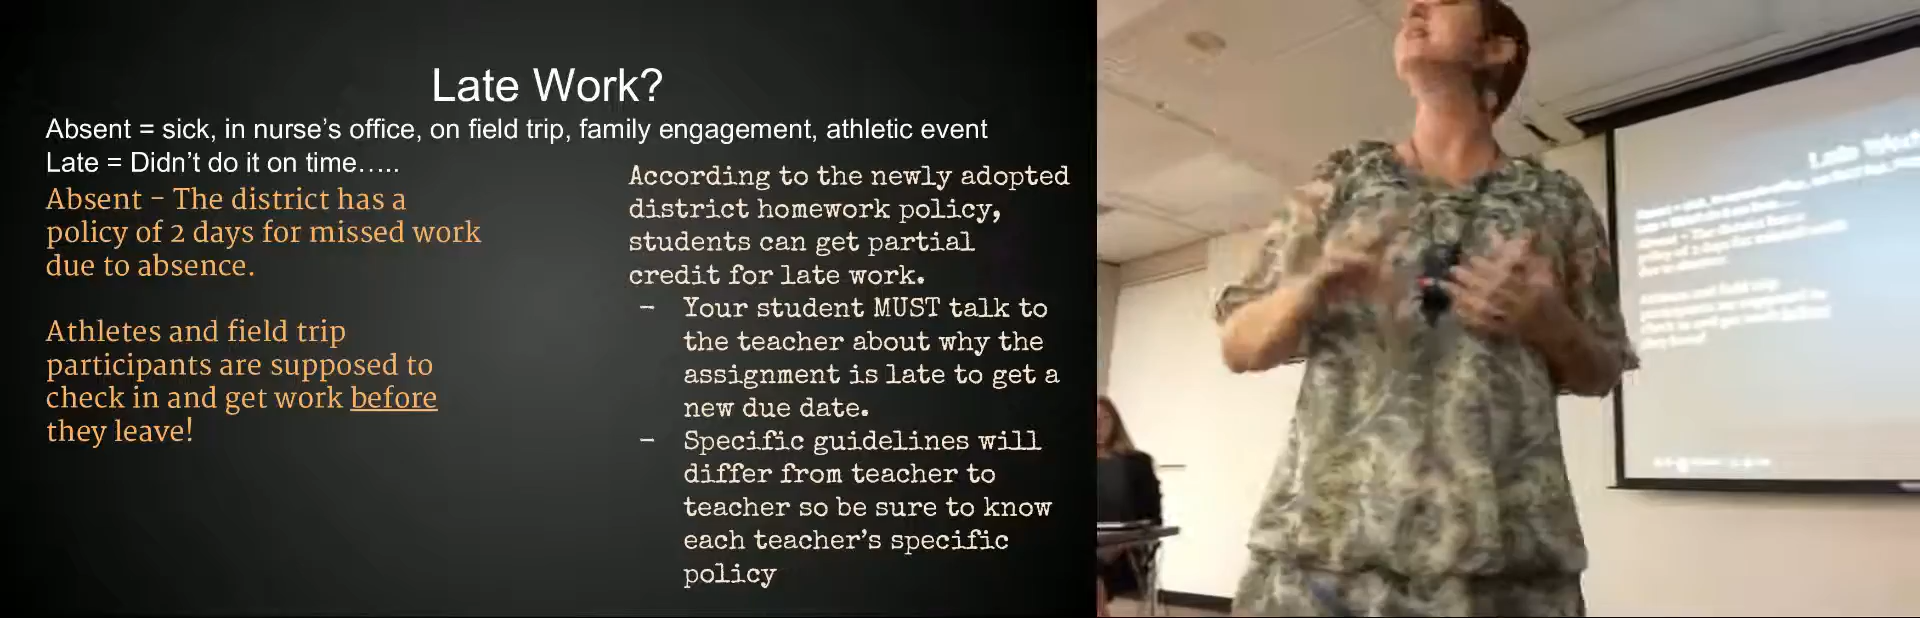 Late Work?
Absent = sick, in nurse's office, on field trip, family engagement, athletic event
Late = Didn't do it on time.....
Absent - The district has a
policy of 2 days for missed work
due to absence.
Athletes and field trip
participants are supposed to
check in and get work before
they leave!
According to the newly adopted
district homework policy,
students can get partial
credit for late work.
- Your student MUST talk to
the teacher about why the
assignment is late to get a
new due date.
- Specific guidelines will
differ from teacher to
teacher so be sure to know
each teacher's specific
policy
Late Work